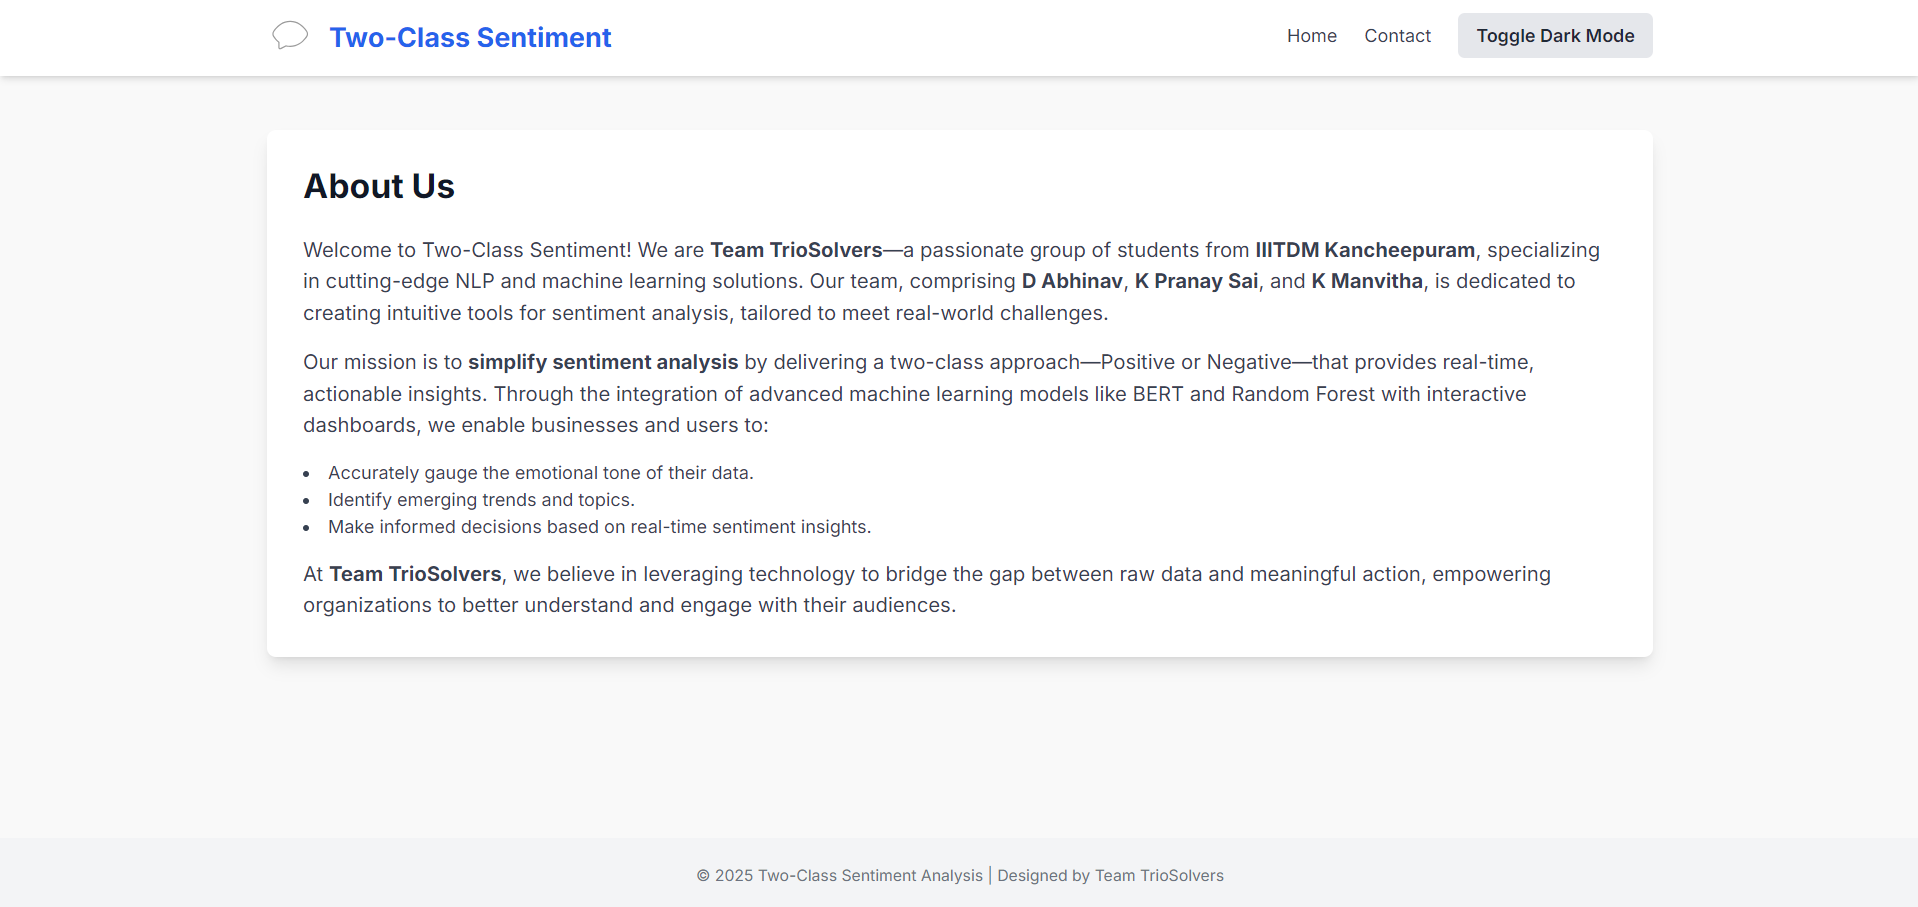 Two-Class Sentiment
Home
Contact
Toggle Dark Mode
About Us
Welcome to Two-Class Sentiment! We are Team TrioSolvers—a passionate group of students from IIITDM Kancheepuram, specializing
in cutting-edge NLP and machine learning solutions. Our team, comprising D Abhinav, K Pranay Sai, and K Manvitha, is dedicated to
creating intuitive tools for sentiment analysis, tailored to meet real-world challenges.
Our mission is to simplify sentiment analysis by delivering a two-class approach—Positive or Negative—that provides real-time,
actionable insights. Through the integration of advanced machine learning models like BERT and Random Forest with interactive
dashboards, we enable businesses and users to:
• Accurately gauge the emotional tone of their data.
• Identify emerging trends and topics.
• Make informed decisions based on real-time sentiment insights.
At Team TrioSolvers, we believe in leveraging technology to bridge the gap between raw data and meaningful action, empowering
organizations to better understand and engage with their audiences.
© 2025 Two-Class Sentiment Analysis | Designed by Team TrioSolvers